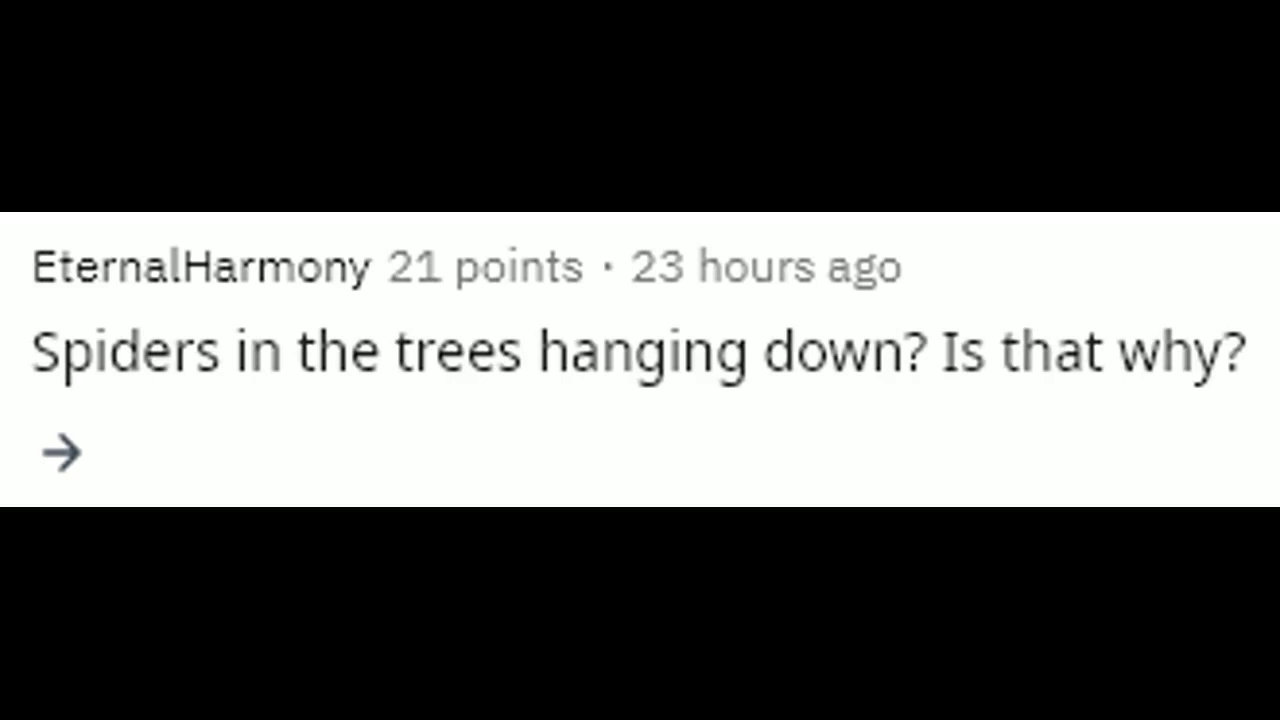 EternalHarmony 21 points · 23 hours ago
Spiders in the trees hanging down? Is that why?